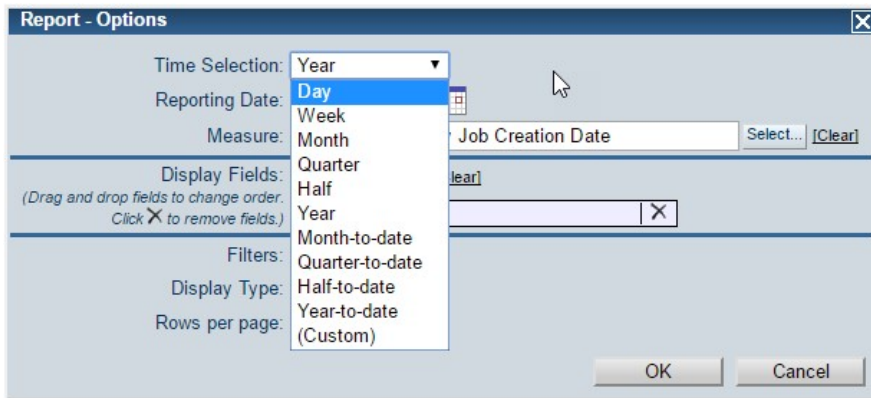 Report - Options
Time Selection: Year
Reporting Date:
Day
Week
Measure: Job Creation Date Select... [Clear]
Month
Quarter
Display Fields:
(Drag and drop fields to change order.
Click X to remove fields.)
Half
Year
Month-to-date
Filters:
Quarter-to-date
Display Type:
Half-to-date
Year-to-date
Rows per page:
(Custom)
OK Cancel